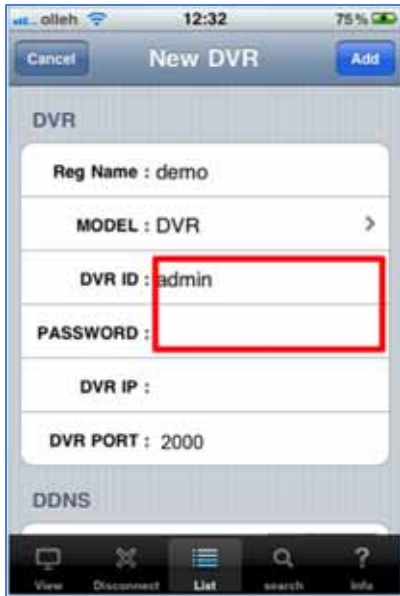 olleh 12:32 75%
Cancel New DVR Add
DVR
Reg Name : demo
MODEL : DVR
DVR ID : admin
PASSWORD :
DVR IP :
DVR PORT : 2000
DDNS
View Disconnect List search Info